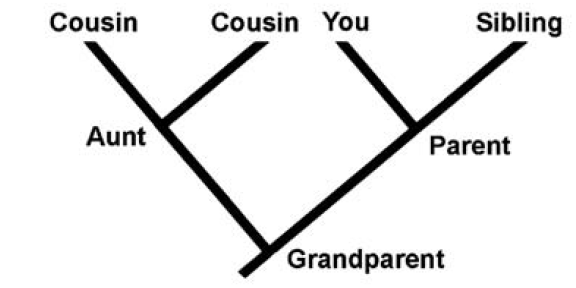 Cousin Cousin You Sibling
Aunt
Parent
Grandparent